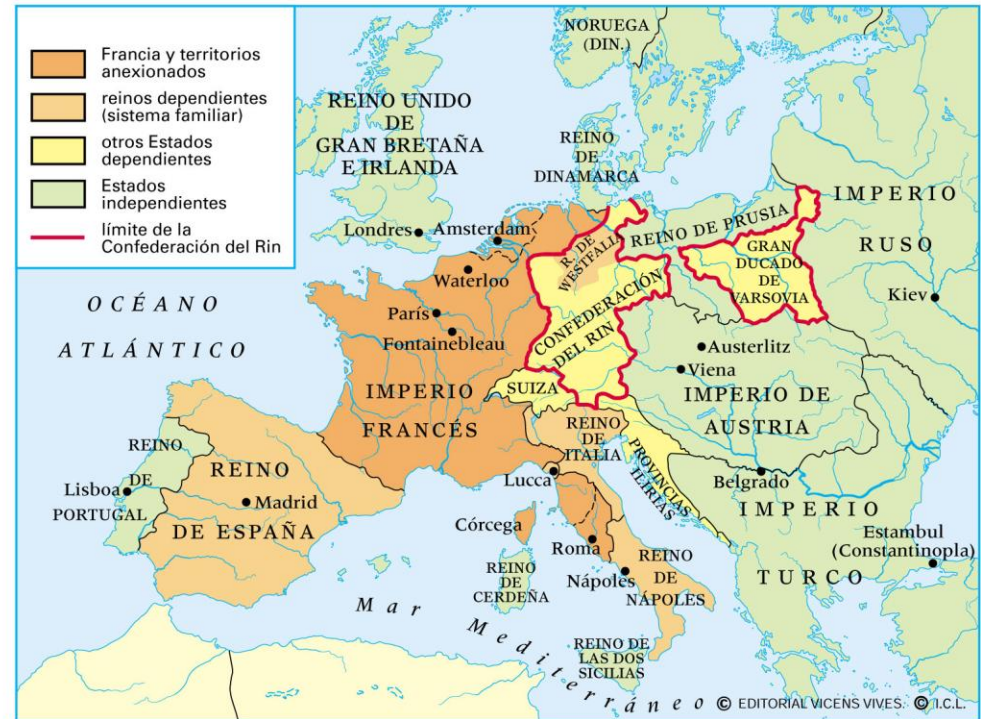 Francia y territorios
anexionados
reinos dependientes
(sistema familiar)
otros Estados
dependientes
Estados
independientes
límite de la
Confederación del Rin
NORUEGA
(DIN.)
REINO UNIDO
DE
GRAN BRETAÑA
E IRLANDA
REINO
DE
DINAMARCA
IMPERIO
RUSO
REINO DE PRUSIA
Londres
Amsterdam
R. DE
WESTFALIA
GRAN
DUCADO
DE
VARSOVIA
Waterloo
Kiev
OCÉANO
ATLÁNTICO
París
Fontainebleau
CONFEDERACIÓN
DEL RIN
Austerlitz
Viena
IMPERIO
FRANCÉS
SUIZA
IMPERIO DE
AUSTRIA
REINO
DE
ITALIA
PROVINCIAS
REINO
DE
PORTUGAL
Lisboa
REINO
DE ESPAÑA
Madrid
Lucca
Belgrado
IMPERIO
TURCO
Córcega
Roma
Estambul
(Constantinopla)
REINO
DE
CERDEÑA
Nápoles
REINO
DE
NÁPOLES
Mar
Mediterráneo
REINO DE
LAS DOS
SICILIAS
© EDITORIAL VICENS VIVES. © I.C.L.